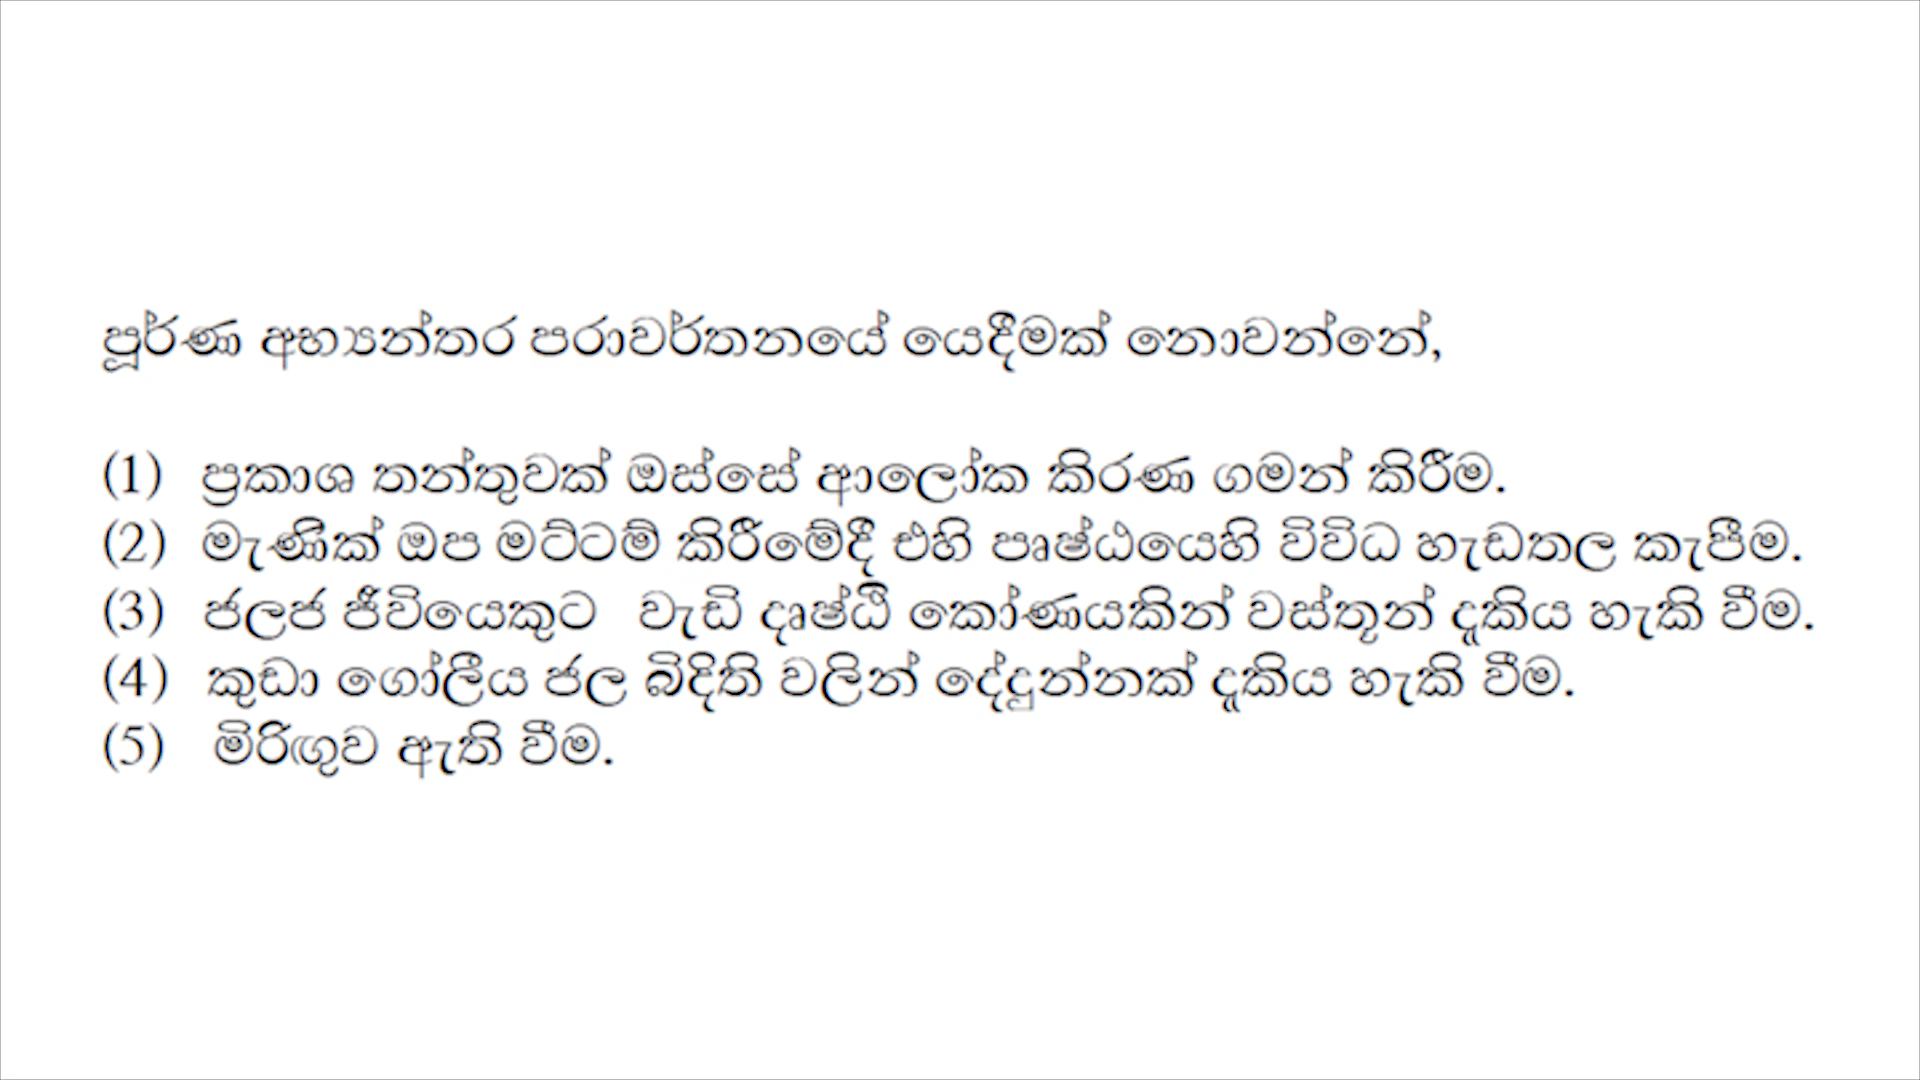 පූර්ණ අභ්‍යන්තර පරාවර්තනයේ යෙදීමක් නොවන්නේ,
(1) ප්‍රකාශ තන්තුවක් ඔස්සේ ආලෝක කිරණ ගමන් කිරීම.
(2) මැණික් ඔප මට්ටම් කිරීමේදී එහි පෘෂ්ඨයෙහි විවිධ හැඩතල කැපීම.
(3) ජලජ ජීවියෙකුට වැඩි දෘෂ්ඨි කෝණයකින් වස්තූන් දැකිය හැකි වීම.
(4) කුඩා ගෝලීය ජල බිදිති වලින් දේදුන්නක් දැකිය හැකි වීම.
(5) මිරිඟුව ඇති වීම.